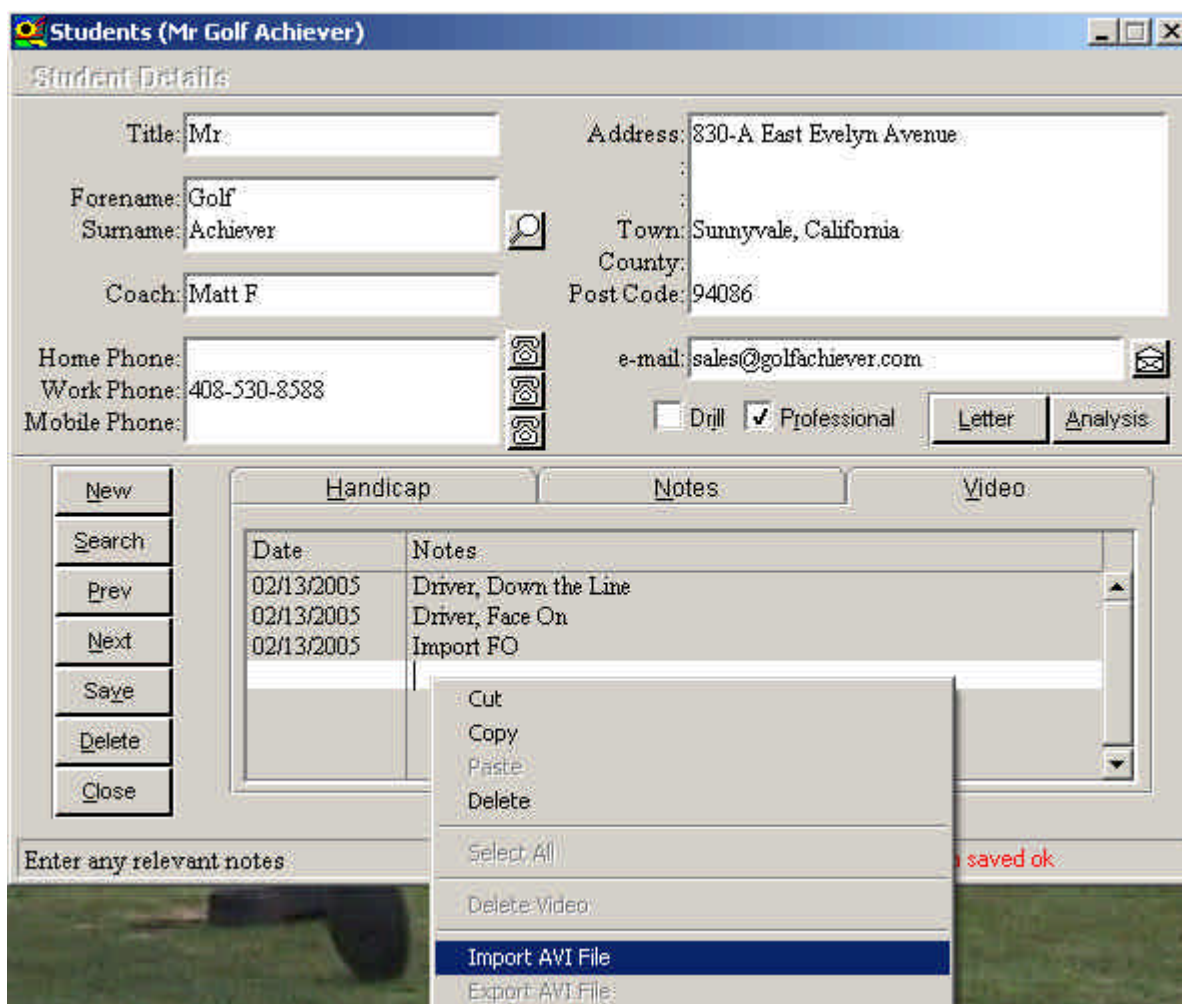 Students (Mr Golf Achiever)
Student Details
Title: Mr
Forename: Golf
Surname: Achiever
Coach: Matt F
Home Phone:
Work Phone: 408-530-8588
Mobile Phone:
Address: 830-A East Evelyn Avenue
:
:
Town: Sunnyvale, California
County:
Post Code: 94086
e-mail: sales@golfachiever.com
Drill Professional Letter Analysis
New
Search
Prev
Next
Save
Delete
Close
Handicap Notes Video
Date Notes
02/13/2005 Driver, Down the Line
02/13/2005 Driver, Face On
02/13/2005 Import FO
Cut
Copy
Paste
Delete
Select All
Delete Video
Import AVI File
Export AVI File
Enter any relevant notes
saved ok